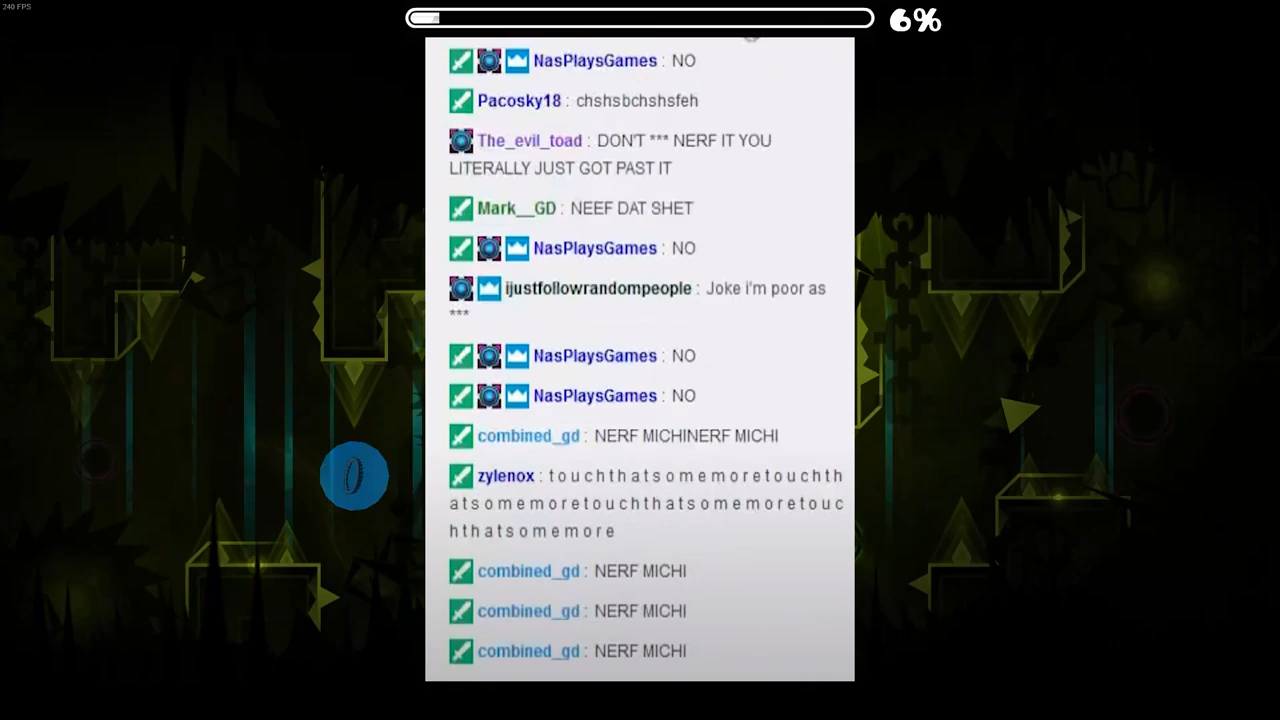 240 FPS
6%
NasPlaysGames : NO
Pacosky18 : chshsbchshsfeh
The_evil_toad : DON'T *** NERF IT YOU
LITERALLY JUST GOT PAST IT
Mark__GD : NEEF DAT SHET
NasPlaysGames : NO
ijustfollowrandompeople : Joke i'm poor as
***
NasPlaysGames : NO
NasPlaysGames : NO
combined_gd : NERF MICHINERF MICHI
zylenox : t o u c h t h a t s o m e m o r e t o u c h t h
a t s o m e m o r e t o u c h t h a t s o m e m o r e t o u c
h t h a t s o m e m o r e
combined_gd : NERF MICHI
combined_gd : NERF MICHI
combined_gd : NERF MICHI